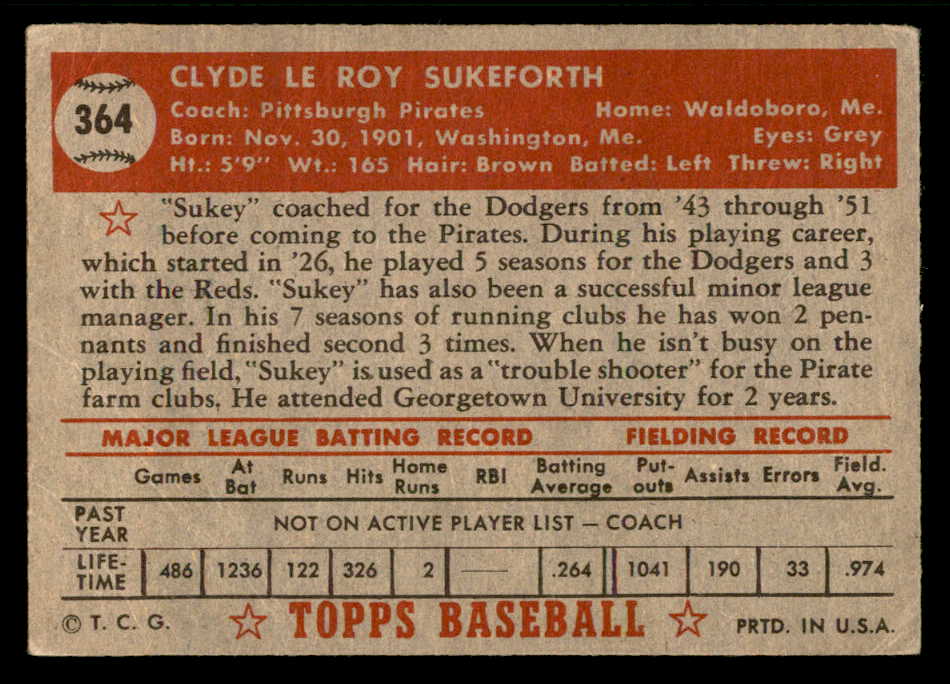 364
CLYDE LE ROY SUKEFORTH
Coach: Pittsburgh Pirates Home: Waldoboro, Me.
Born: Nov. 30, 1901, Washington, Me. Eyes: Grey
Ht.: 5'9" Wt.: 165 Hair: Brown Batted: Left Threw: Right
"Sukey" coached for the Dodgers from '43 through '51
before coming to the Pirates. During his playing career,
which started in '26, he played 5 seasons for the Dodgers and 3
with the Reds. "Sukey" has also been a successful minor league
manager. In his 7 seasons of running clubs he has won 2 pen-
nants and finished second 3 times. When he isn't busy on the
playing field, "Sukey" is used as a "trouble shooter" for the Pirate
farm clubs. He attended Georgetown University for 2 years.
MAJOR LEAGUE BATTING RECORD FIELDING RECORD
Games At Bat Runs Hits Home Runs RBI Batting Average Put-outs Assists Errors Field. Avg.
PAST YEAR NOT ON ACTIVE PLAYER LIST — COACH
LIFE-TIME 486 1236 122 326 2 —— .264 1041 190 33 .974
© T. C. G. TOPPS BASEBALL PRTD. IN U.S.A.